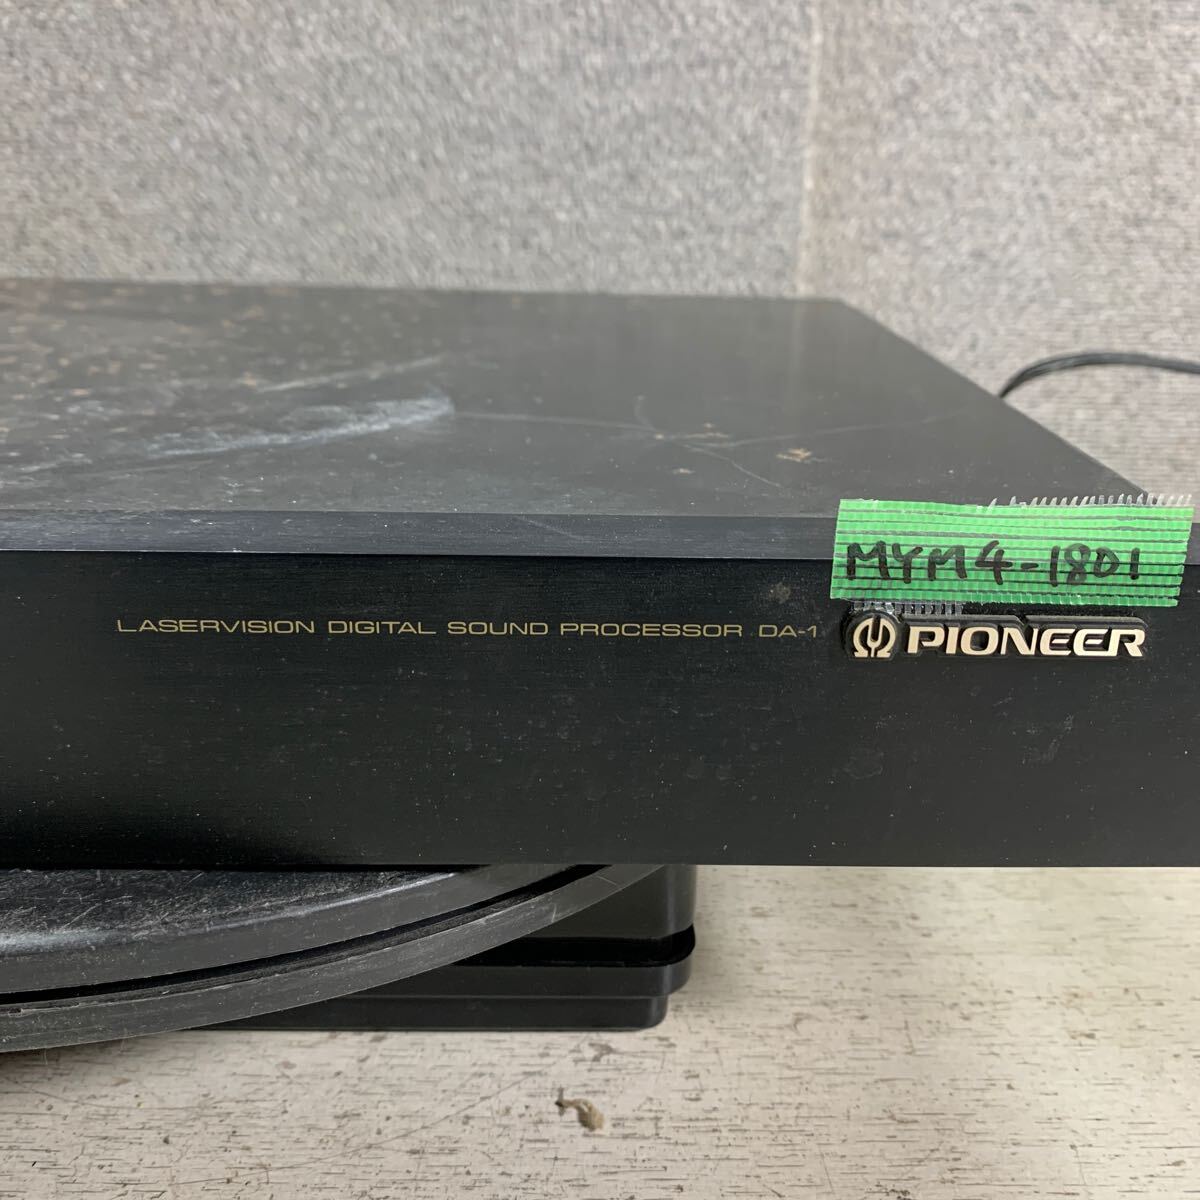 MYM4-1801
LASERVISION DIGITAL SOUND PROCESSOR DA-1
PIONEER